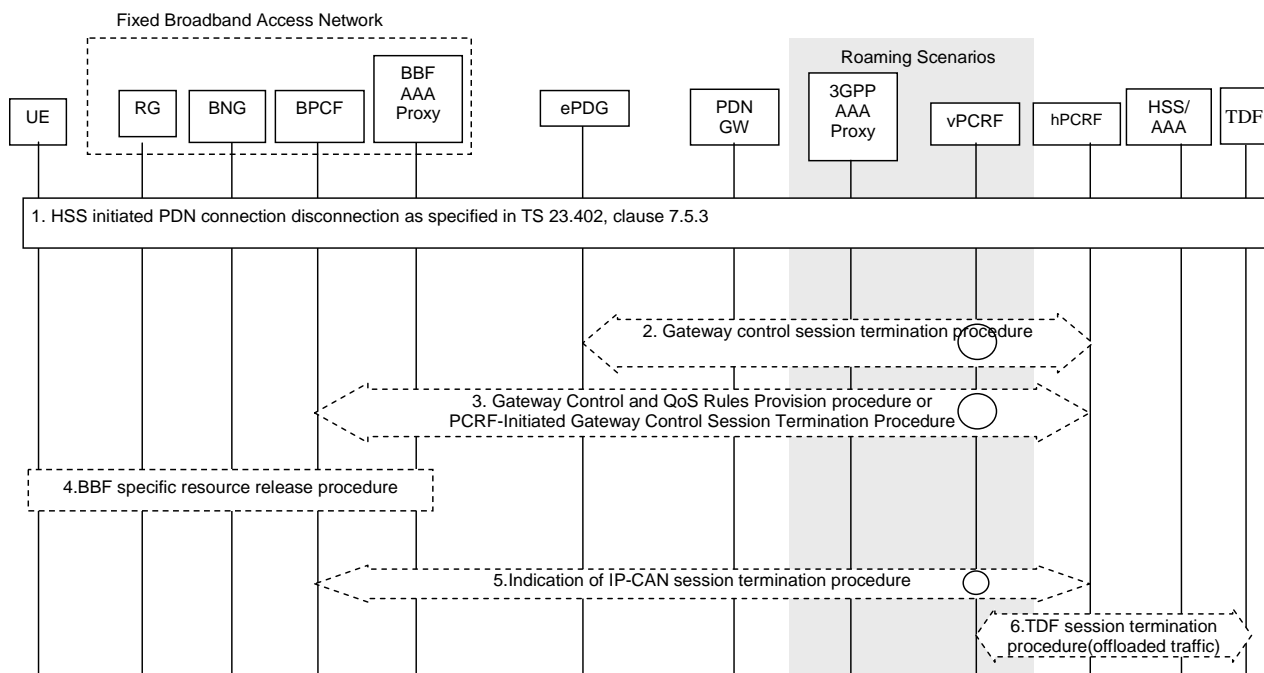 Fixed Broadband Access Network
Roaming Scenarios
UE
RG
BNG
BPCF
BBF
AAA
Proxy
ePDG
PDN
GW
3GPP
AAA
Proxy
vPCRF
hPCRF
HSS/
AAA
TDF
1. HSS initiated PDN connection disconnection as specified in TS 23.402, clause 7.5.3
2. Gateway control session termination procedure
3. Gateway Control and QoS Rules Provision procedure or
PCRF-Initiated Gateway Control Session Termination Procedure
4.BBF specific resource release procedure
5.Indication of IP-CAN session termination procedure
6.TDF session termination
procedure(offloaded traffic)